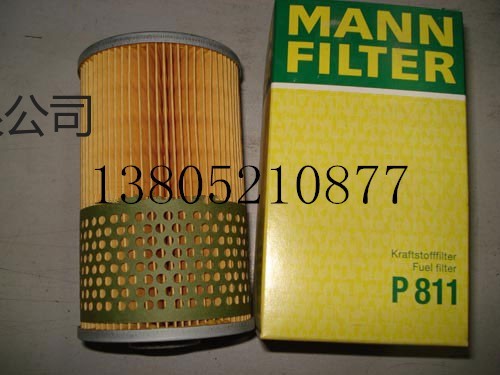 MANN
FILTER
公司
13805210877
Kraftstofffilter
Fuel filter
P 811